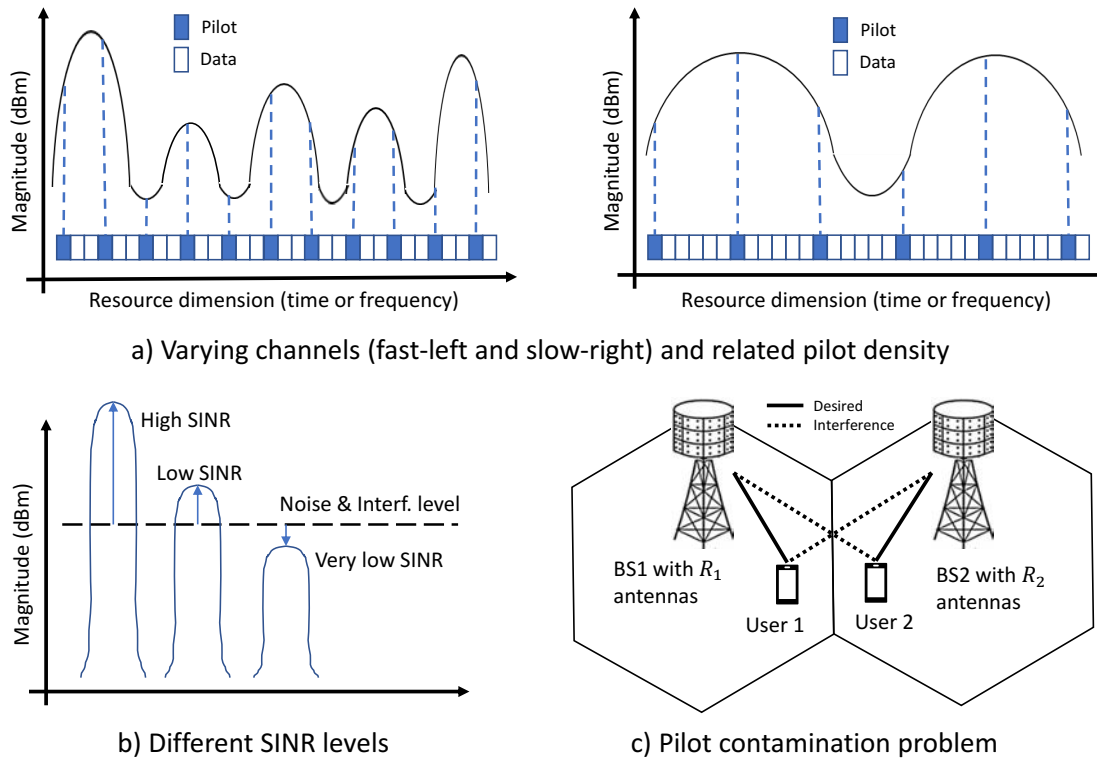 Pilot
Data
Magnitude (dBm)
Resource dimension (time or frequency)
Pilot
Data
Magnitude (dBm)
Resource dimension (time or frequency)
a) Varying channels (fast-left and slow-right) and related pilot density
High SINR
Low SINR
Noise & Interf. level
Very low SINR
Magnitude (dBm)
b) Different SINR levels
Desired
Interference
BS1 with R₁
antennas
BS2 with R₂
antennas
User 1
User 2
c) Pilot contamination problem